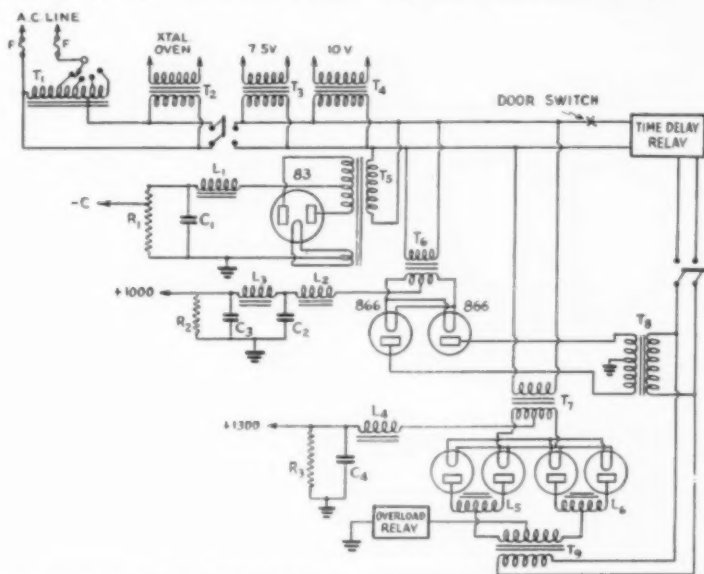 A.C. LINE
F
F
T1
XTAL
OVEN
T2
7.5V
T3
10 V
T4
DOOR SWITCH
TIME DELAY
RELAY
-C
R1
L1
C1
83
T5
T6
+1000
R2
L3
C3
L2
C2
866
866
T8
T7
+1300
R3
L4
C4
L5
L6
OVERLOAD
RELAY
T9